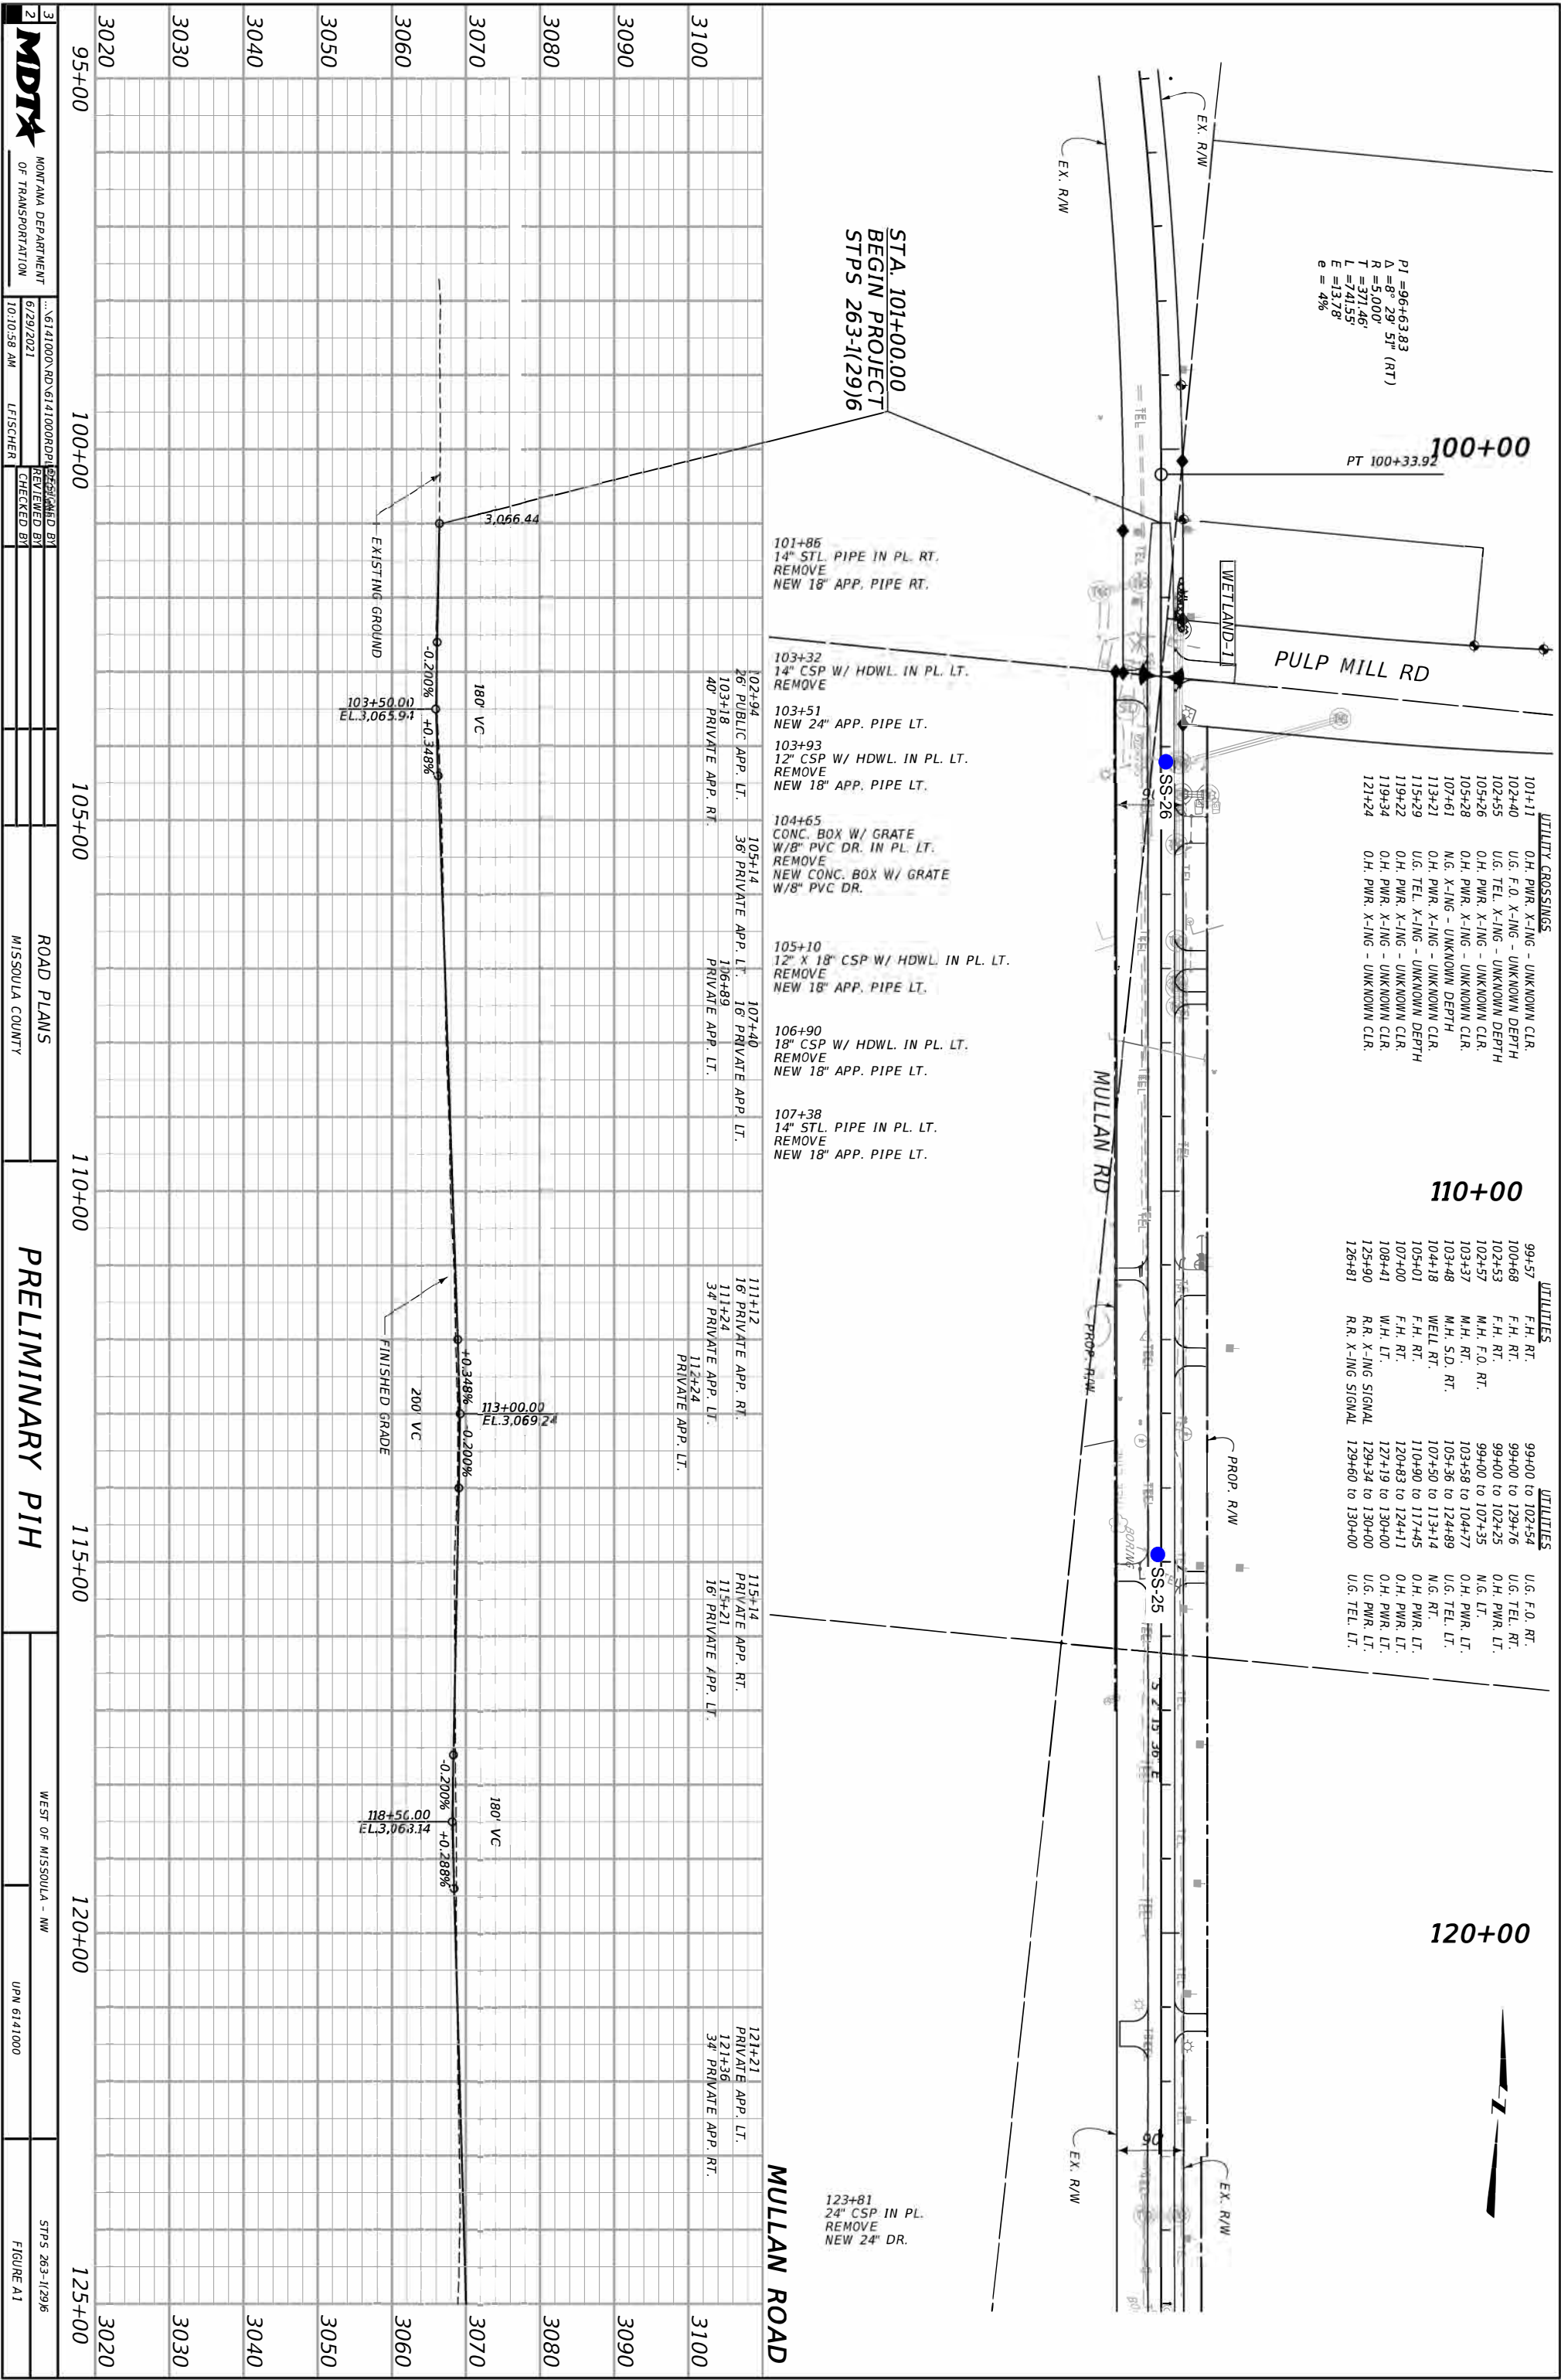 PI =96+63.83
Δ =8° 29' 51" (RT)
R =5,000'
T =371.46'
L =741.55'
E =13.78'
e = 4%
100+00
PT 100+33.92
110+00
120+00
UTILITY CROSSINGS
101+11 O.H. PWR. X-ING - UNKNOWN CLR.
102+40 U.G. F.O. X-ING - UNKNOWN DEPTH
102+55 U.G. TEL. X-ING - UNKNOWN DEPTH
105+26 O.H. PWR. X-ING - UNKNOWN CLR.
105+28 O.H. PWR. X-ING - UNKNOWN CLR.
107+61 N.G. X-ING - UNKNOWN DEPTH
113+21 O.H. PWR. X-ING - UNKNOWN CLR.
115+29 U.G. TEL. X-ING - UNKNOWN DEPTH
119+22 O.H. PWR. X-ING - UNKNOWN CLR.
119+34 O.H. PWR. X-ING - UNKNOWN CLR.
121+24 O.H. PWR. X-ING - UNKNOWN CLR.
UTILITIES
99+57 F.H. RT.
100+68 F.H. RT.
102+53 F.H. RT.
102+57 M.H. F.O. RT.
103+37 M.H. RT.
103+48 M.H. S.D. RT.
104+18 WELL RT.
105+01 F.H. RT.
107+00 F.H. RT.
108+41 W.H. LT.
125+90 R.R. X-ING SIGNAL
126+81 R.R. X-ING SIGNAL
UTILITIES
99+00 to 102+54 U.G. F.O. RT.
99+00 to 129+76 U.G. TEL. RT.
99+00 to 102+25 O.H. PWR. LT.
99+00 to 107+35 N.G. LT.
103+58 to 104+77 O.H. PWR. LT.
105+36 to 124+89 U.G. TEL. LT.
107+50 to 113+14 N.G. RT.
110+90 to 117+45 O.H. PWR. LT.
120+83 to 124+11 O.H. PWR. LT.
127+19 to 130+00 O.H. PWR. LT.
129+34 to 130+00 U.G. PWR. LT.
129+60 to 130+00 U.G. TEL. LT.
EX. R/W
EX. R/W
WETLAND-1
PULP MILL RD
SS-26
MULLAN RD
PROP. R/W
PROP. R/W
BORING
SS-25
S 2° 15' 36" E
90'
EX. R/W
EX. R/W
TEL
N
STA. 101+00.00
BEGIN PROJECT
STPS 263-1(29)6
101+86
14" STL. PIPE IN PL. RT.
REMOVE
NEW 18" APP. PIPE RT.
103+32
14" CSP W/ HDWL. IN PL. LT.
REMOVE
103+51
NEW 24" APP. PIPE LT.
103+93
12" CSP W/ HDWL. IN PL. LT.
REMOVE
NEW 18" APP. PIPE LT.
104+65
CONC. BOX W/ GRATE
W/8" PVC DR. IN PL. LT.
REMOVE
NEW CONC. BOX W/ GRATE
W/8" PVC DR.
105+10
12" X 18" CSP W/ HDWL. IN PL. LT.
REMOVE
NEW 18" APP. PIPE LT.
106+90
18" CSP W/ HDWL. IN PL. LT.
REMOVE
NEW 18" APP. PIPE LT.
107+38
14" STL. PIPE IN PL. LT.
REMOVE
NEW 18" APP. PIPE LT.
123+81
24" CSP IN PL.
REMOVE
NEW 24" DR.
MULLAN ROAD
102+94
26' PUBLIC APP. LT.
103+18
40' PRIVATE APP. RT.
105+14
36' PRIVATE APP. LT.
106+89
PRIVATE APP. LT.
107+40
16' PRIVATE APP. LT.
111+12
16' PRIVATE APP. RT.
111+24
34' PRIVATE APP. LT.
112+24
PRIVATE APP. LT.
115+14
PRIVATE APP. RT.
115+21
16' PRIVATE APP. LT.
121+21
PRIVATE APP. LT.
121+36
34' PRIVATE APP. RT.
3100
3090
3080
3070
3060
3050
3040
3030
3020
3,066.44
EXISTING GROUND
180' VC
-0.200%
+0.348%
103+50.00
EL.3,065.94
FINISHED GRADE
200' VC
+0.348%
-0.200%
113+00.00
EL.3,069.24
180' VC
-0.200%
+0.288%
118+50.00
EL.3,068.14
3100
3090
3080
3070
3060
3050
3040
3030
3020
95+00 100+00 105+00 110+00 115+00 120+00 125+00
3
2
MDT
MONTANA DEPARTMENT
OF TRANSPORTATION
6/29/2021
10:10:58 AM LFISCHER
DESIGNED BY
REVIEWED BY
CHECKED BY
ROAD PLANS
MISSOULA COUNTY
PRELIMINARY PIH
WEST OF MISSOULA - NW
UPN 6141000
STPS 263-1(29)6
FIGURE A1